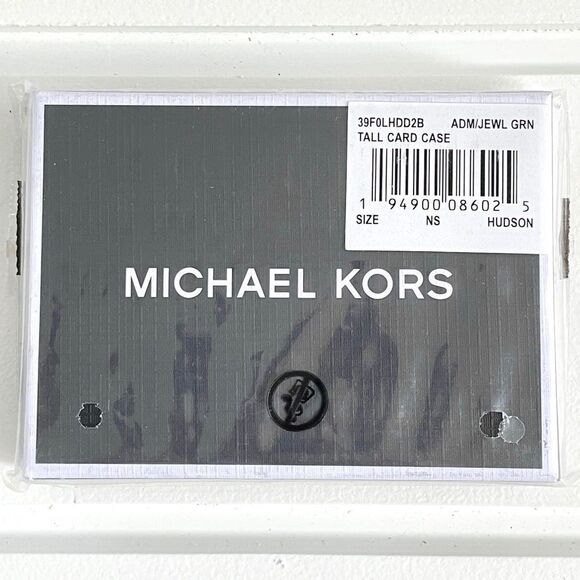 39F0LHDD2B ADM/JEWL GRN
TALL CARD CASE
1 94900 08602 5
SIZE NS HUDSON
MICHAEL KORS